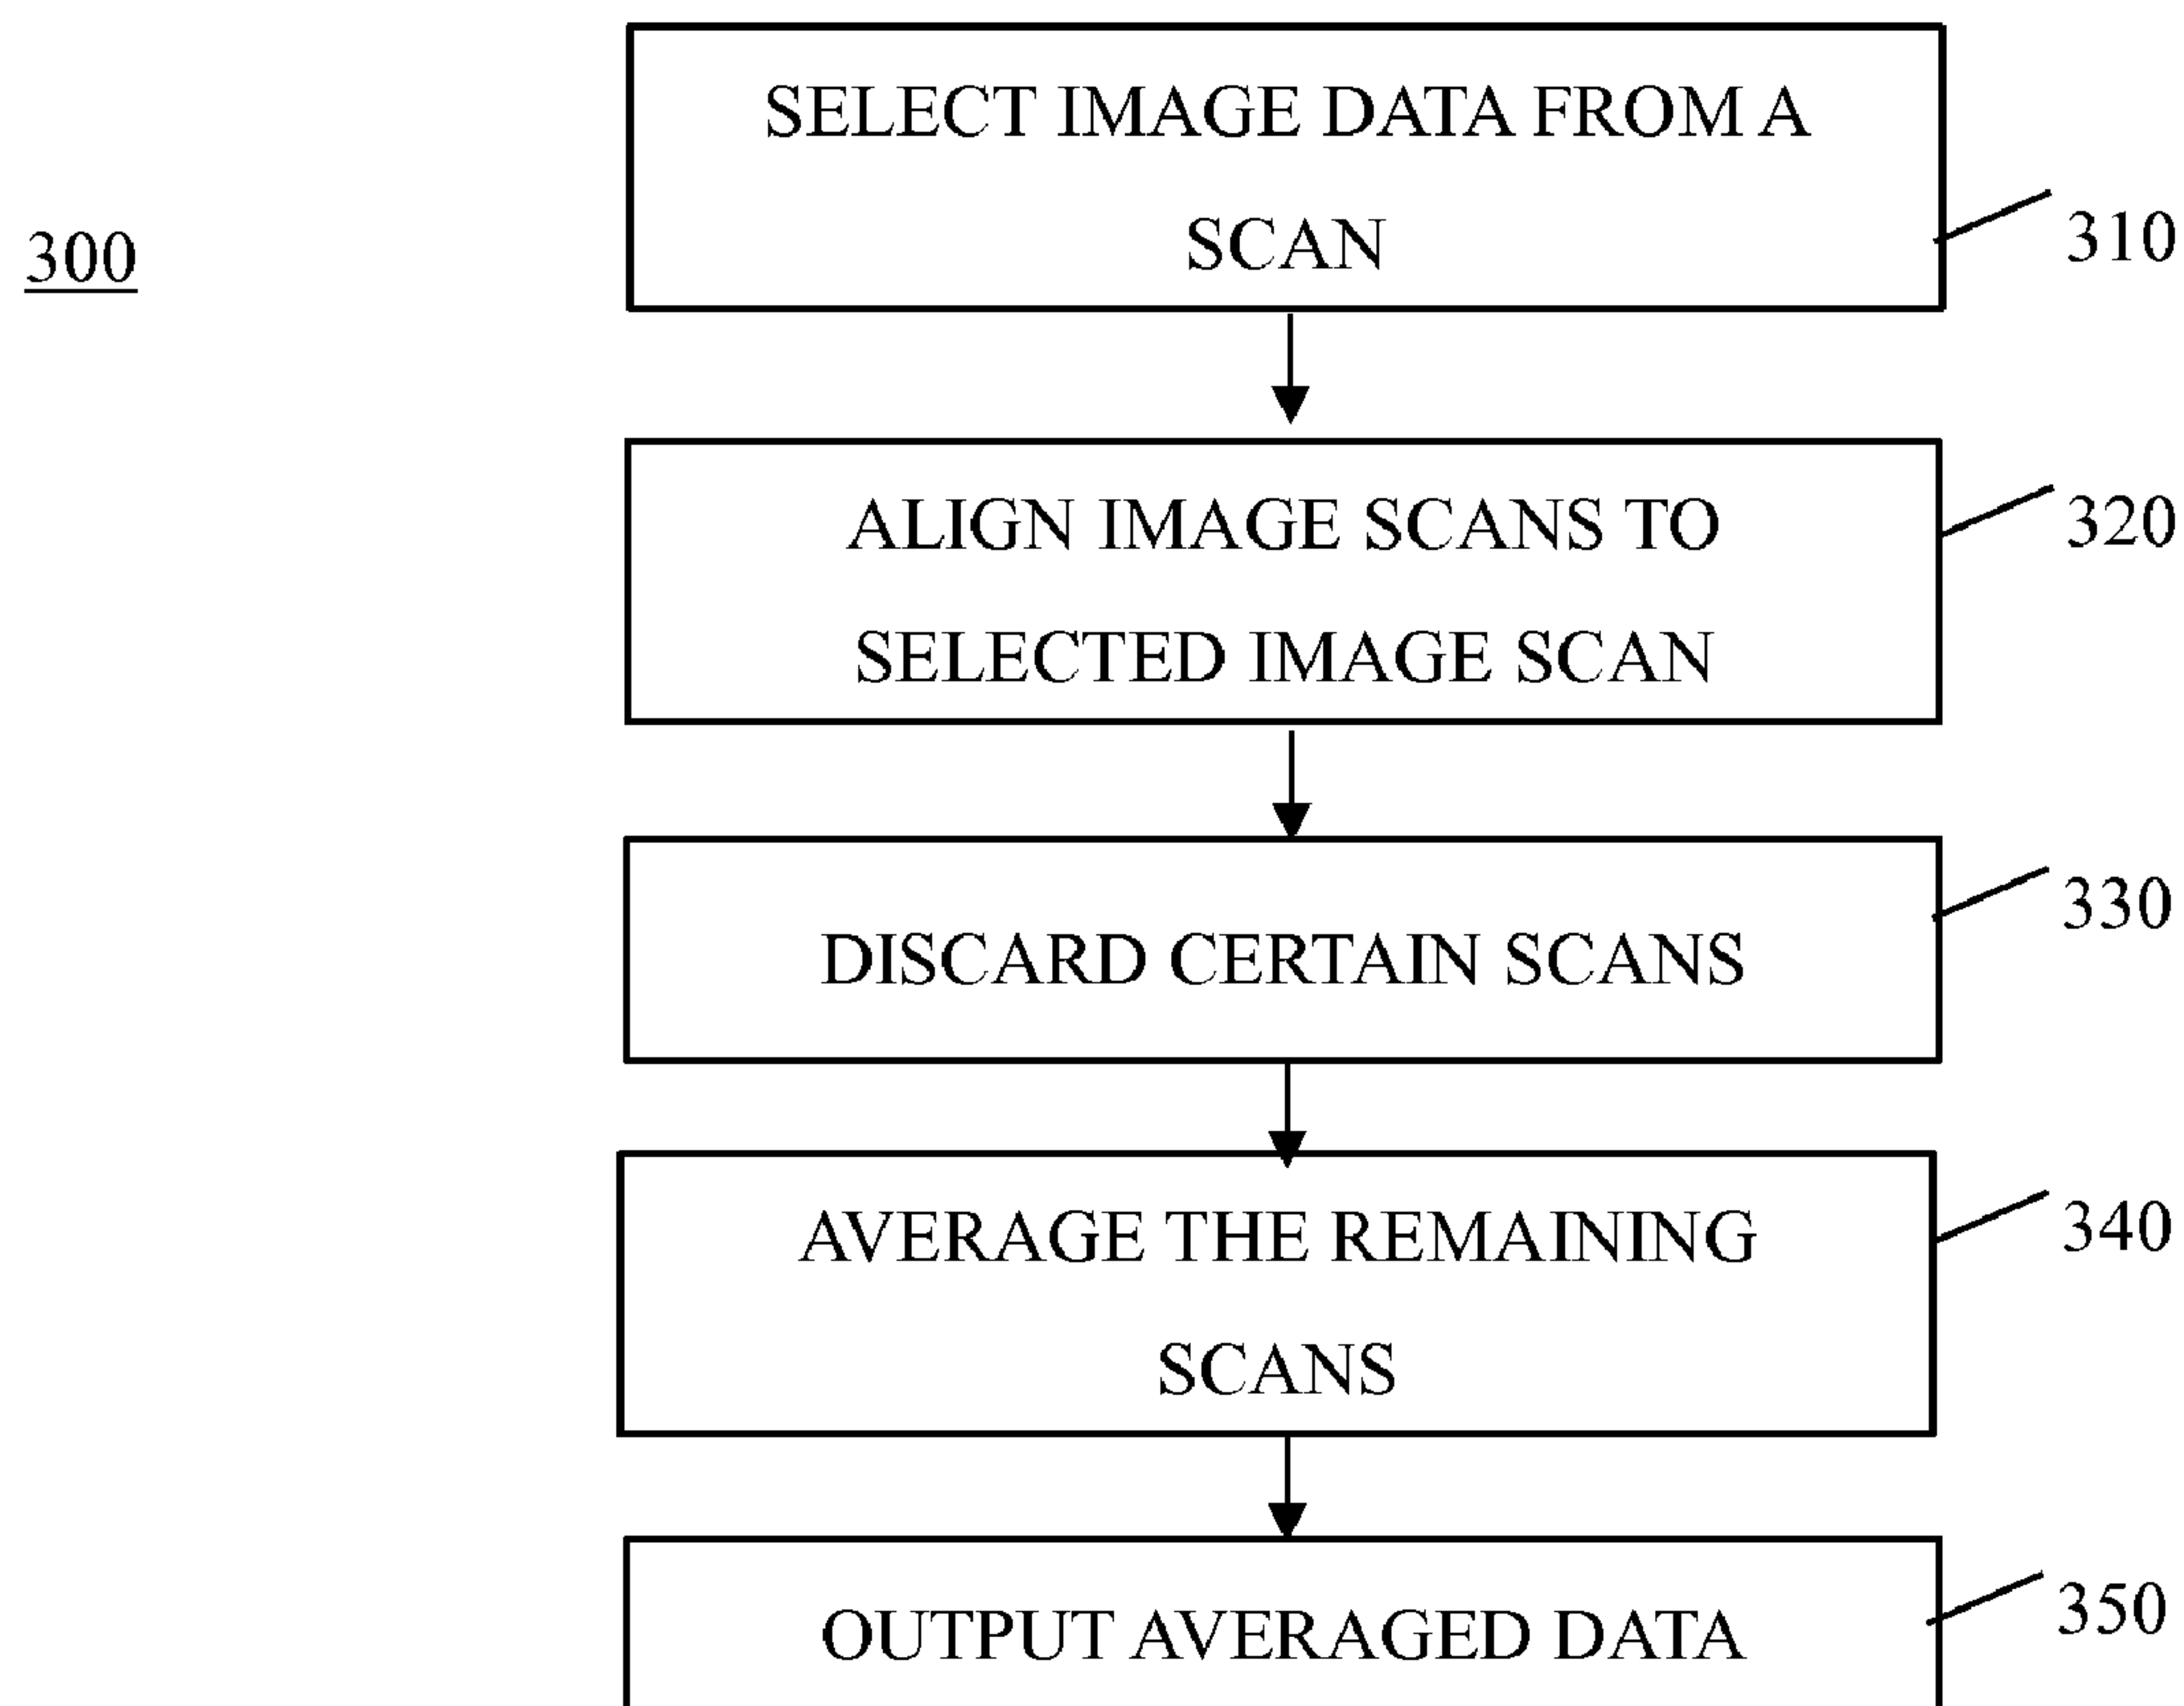 SELECT IMAGE DATA FROM A
SCAN
310
300
ALIGN IMAGE SCANS TO
SELECTED IMAGE SCAN
320
DISCARD CERTAIN SCANS
330
AVERAGE THE REMAINING
SCANS
340
OUTPUT AVERAGED DATA
350